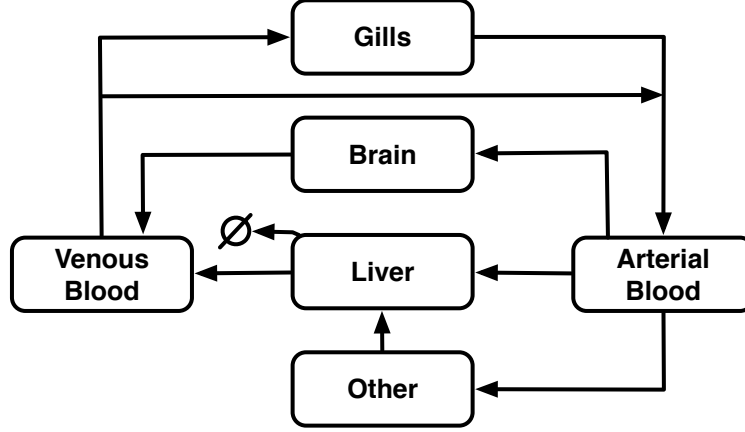 Gills
Brain
Venous
Blood
∅
Liver
Arterial
Blood
Other